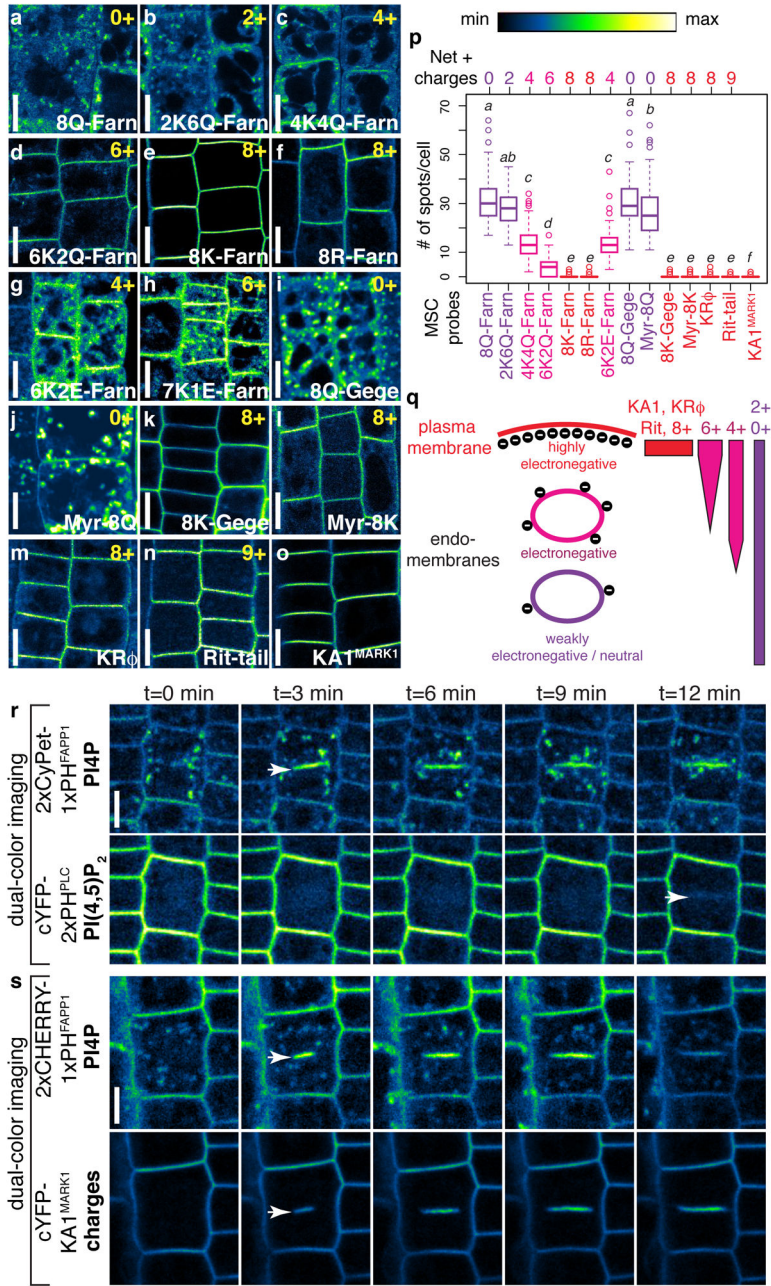 min max
a 0+
8Q-Farn
b 2+
2K6Q-Farn
c 4+
4K4Q-Farn
d 6+
6K2Q-Farn
e 8+
8K-Farn
f 8+
8R-Farn
g 4+
6K2E-Farn
h 6+
7K1E-Farn
i 0+
8Q-Gege
j 0+
Myr-8Q
k 8+
8K-Gege
l 8+
Myr-8K
m 8+
KRϕ
n 9+
Rit-tail
o
KA1MARK1
p
Net +
charges
0 2 4 6 8 8 4 0 0 8 8 8 9
# of spots/cell
70
50
30
10
0
a ab c d e e c a b e e e e f
MSC
probes
8Q-Farn
2K6Q-Farn
4K4Q-Farn
6K2Q-Farn
8K-Farn
8R-Farn
6K2E-Farn
8Q-Gege
Myr-8Q
8K-Gege
Myr-8K
KRϕ
Rit-tail
KA1MARK1
q
plasma
membrane
highly
electronegative
KA1, KRϕ
Rit, 8+
6+
4+
2+
0+
endo-
membranes
electronegative
weakly
electronegative / neutral
t=0 min t=3 min t=6 min t=9 min t=12 min
r
dual-color imaging
2xCyPet-
1xPHFAPP1
PI4P
cYFP-
2xPHPLC
PI(4,5)P2
s
dual-color imaging
2xCHERRY-
1xPHFAPP1
PI4P
cYFP-
KA1MARK1
charges